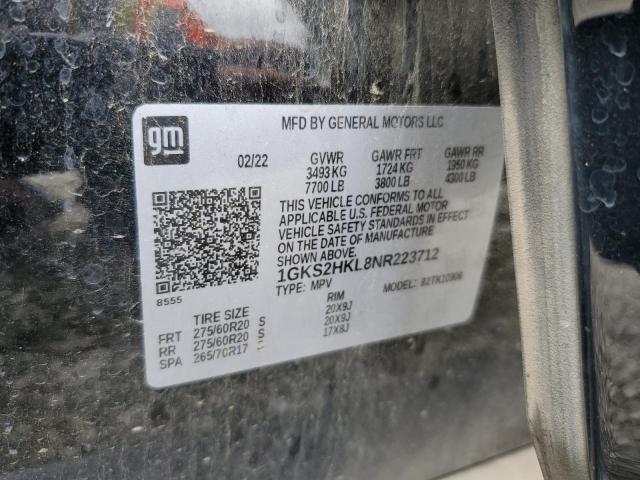 gm
MFD BY GENERAL MOTORS LLC
02/22 GVWR GAWR FRT GAWR RR
3493 KG 1724 KG 1950 KG
7700 LB 3800 LB 4300 LB
THIS VEHICLE CONFORMS TO ALL
APPLICABLE U.S. FEDERAL MOTOR
VEHICLE SAFETY STANDARDS IN EFFECT
ON THE DATE OF MANUFACTURE
SHOWN ABOVE.
1GKS2HKL8NR223712
TYPE: MPV MODEL:
8555
TIRE SIZE RIM
FRT 275/60R20 S 20X9J
RR 275/60R20 S 20X9J
SPA 265/70R17 17X8J